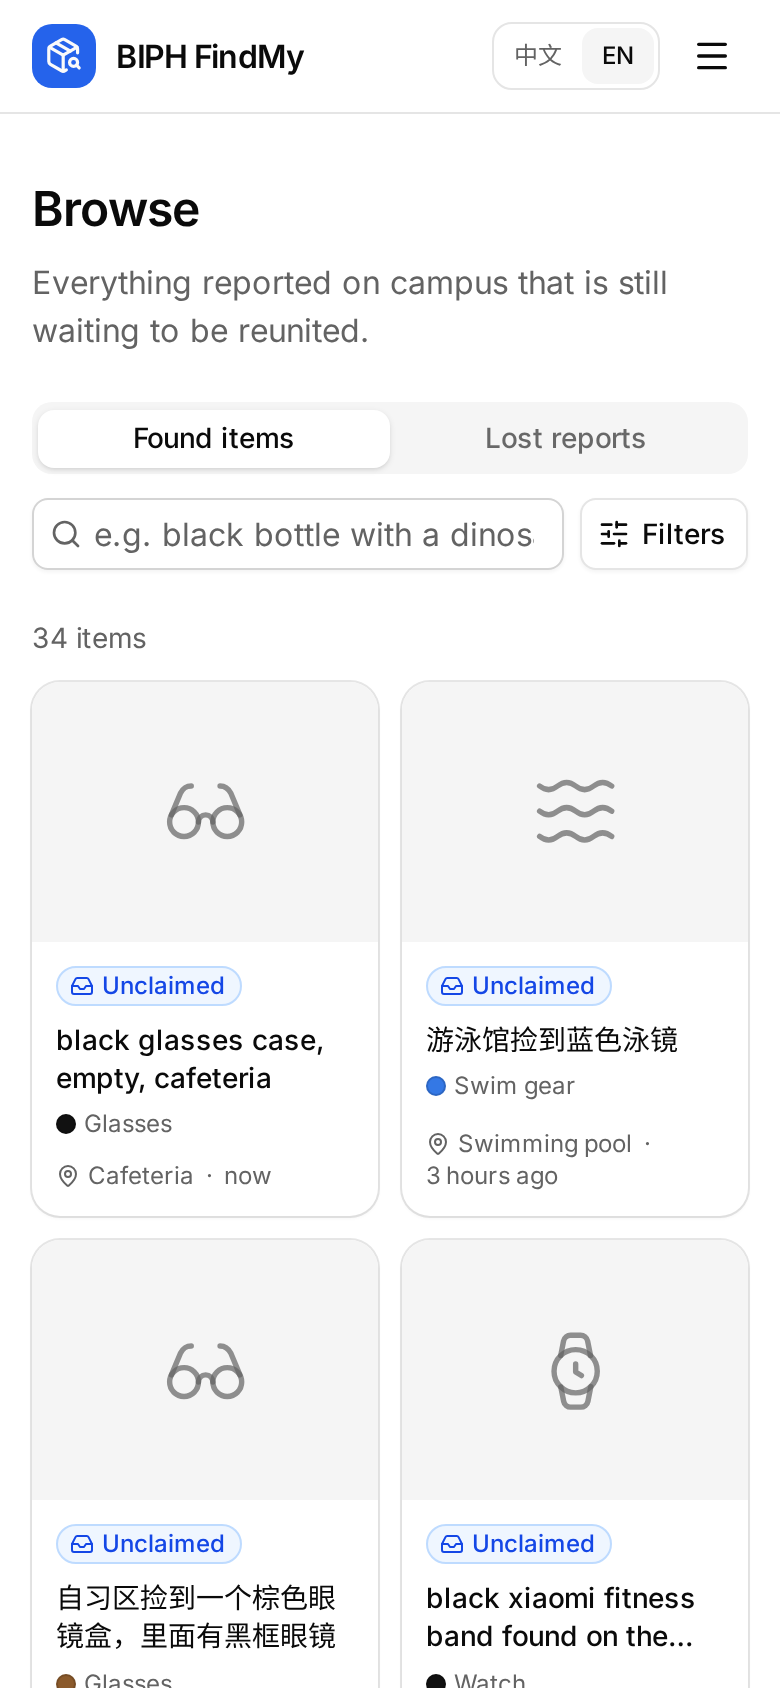 BIPH FindMy
中文
EN
Browse
Everything reported on campus that is still
waiting to be reunited.
Found items
Lost reports
e.g. black bottle with a dinos
Filters
34 items
Unclaimed
black glasses case,
empty, cafeteria
Glasses
Cafeteria · now
Unclaimed
游泳馆捡到蓝色泳镜
Swim gear
Swimming pool ·
3 hours ago
Unclaimed
自习区捡到一个棕色眼
镜盒，里面有黑框眼镜
Glasses
Unclaimed
black xiaomi fitness
band found on the...
Watch